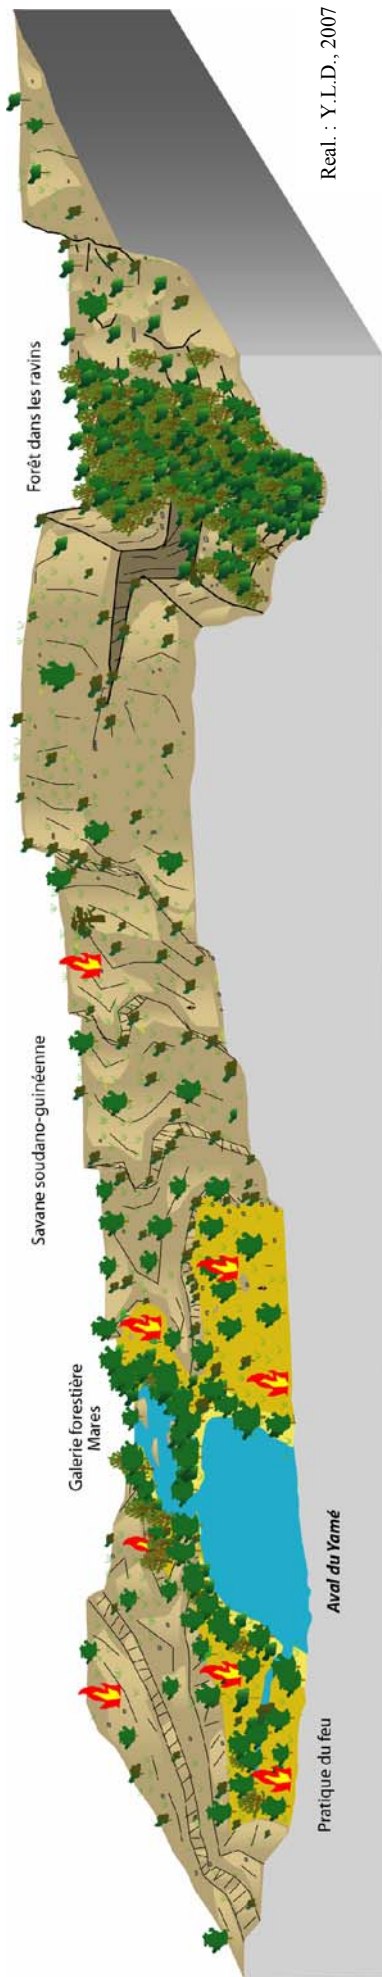 Galerie forestière
Mares
Savane soudano-guinéenne
Forêt dans les ravins
Pratique du feu
Aval du Yamé
Real. : Y.L.D., 2007